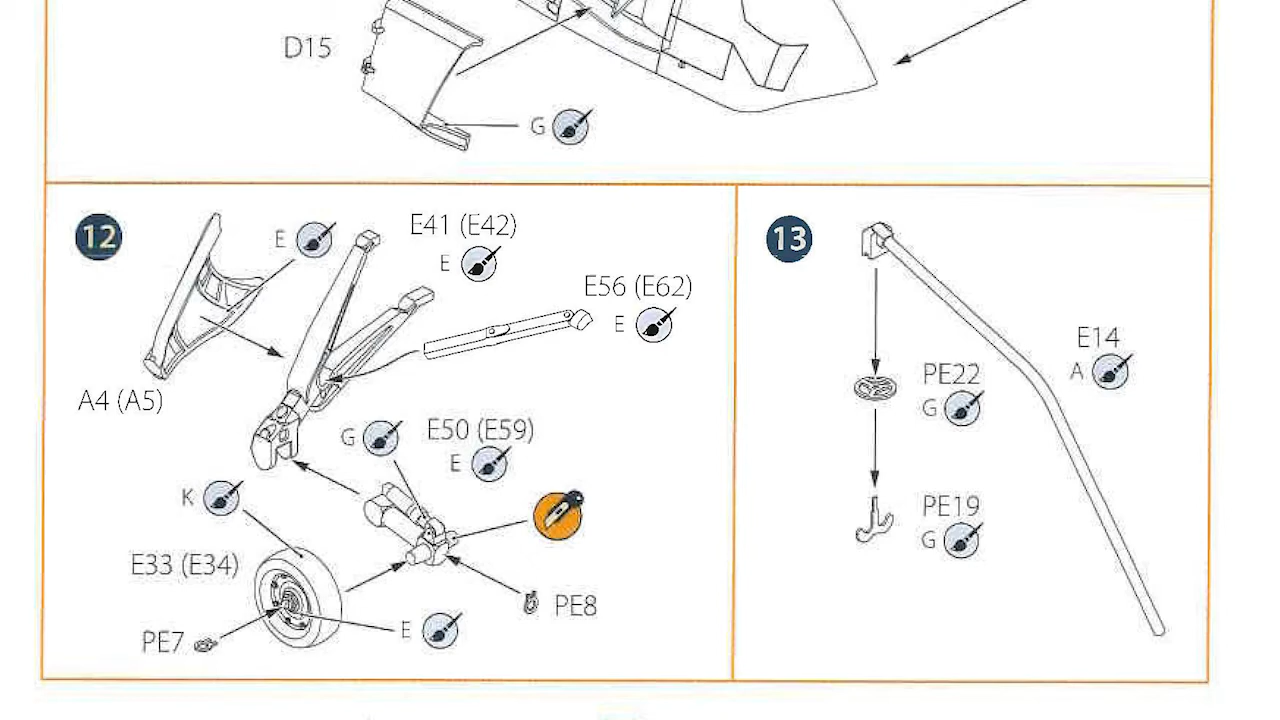 D15
G
12
E
E41 (E42)
E
E56 (E62)
E
A4 (A5)
G
E50 (E59)
E
K
E33 (E34)
PE8
E
PE7
13
E14
A
PE22
G
PE19
G